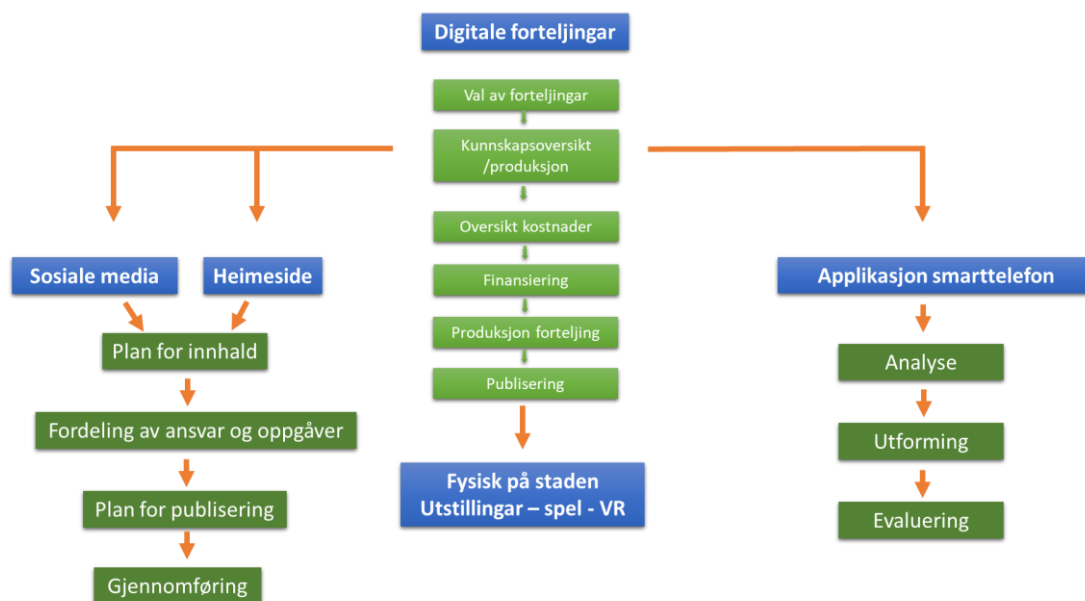 Digitale forteljingar
Val av forteljingar
Kunnskapsoversikt
/produksjon
Oversikt kostnader
Finansiering
Produksjon forteljing
Publisering
Fysisk på staden
Utstillingar – spel - VR
Sosiale media
Heimeside
Plan for innhald
Fordeling av ansvar og oppgåver
Plan for publisering
Gjennomføring
Applikasjon smarttelefon
Analyse
Utforming
Evaluering